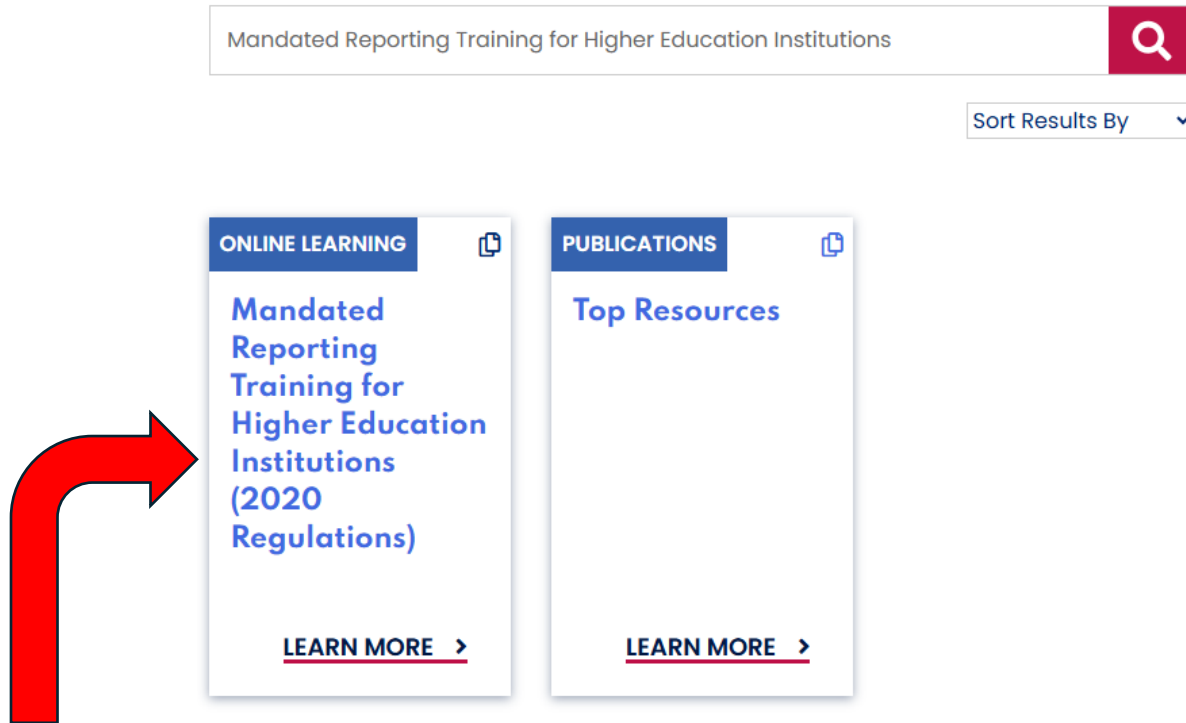 Mandated Reporting Training for Higher Education Institutions
Sort Results By
ONLINE LEARNING
Mandated
Reporting
Training for
Higher Education
Institutions
(2020
Regulations)
LEARN MORE
PUBLICATIONS
Top Resources
LEARN MORE